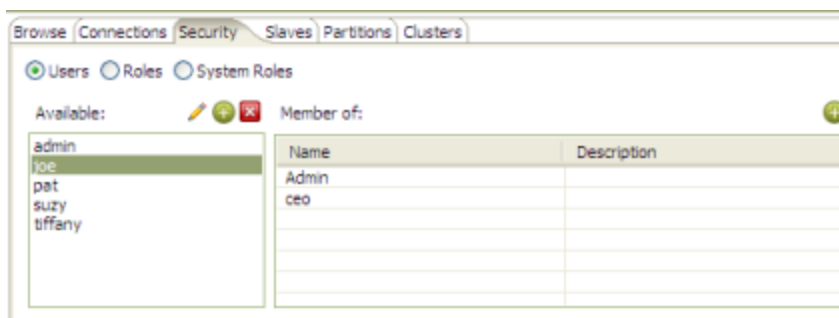 Browse Connections Security Slaves Partitions Clusters
Users Roles System Roles
Available: Member of:
admin
joe
pat
suzy
tiffany
Name Description
Admin
ceo